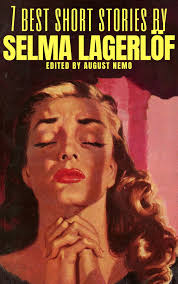 7 BEST SHORT STORIES BY
SELMA LAGERLÖF
EDITED BY AUGUST NEMO